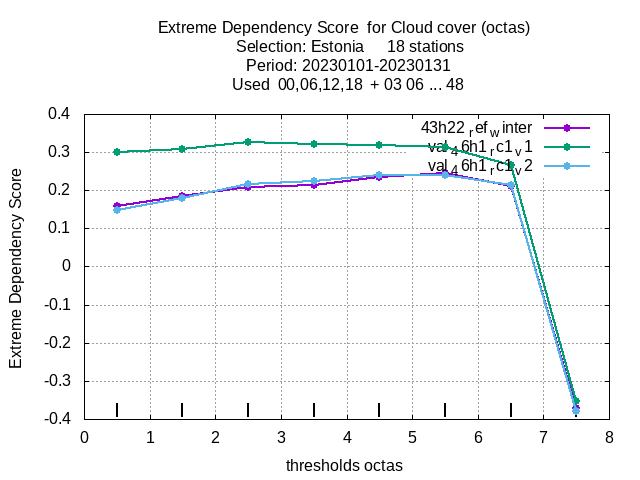 Extreme Dependency Score  for Cloud cover (octas)
Selection: Estonia     18 stations
Period: 20230101-20230131
Used  00,06,12,18  + 03 06 ... 48
0.4
0.3
0.2
0.1
0
-0.1
-0.2
-0.3
-0.4
Extreme Dependency Score
43h22_ref_winter
val_46h1_rc1_v1
val_46h1_rc1_v2
0 1 2 3 4 5 6 7 8
thresholds octas